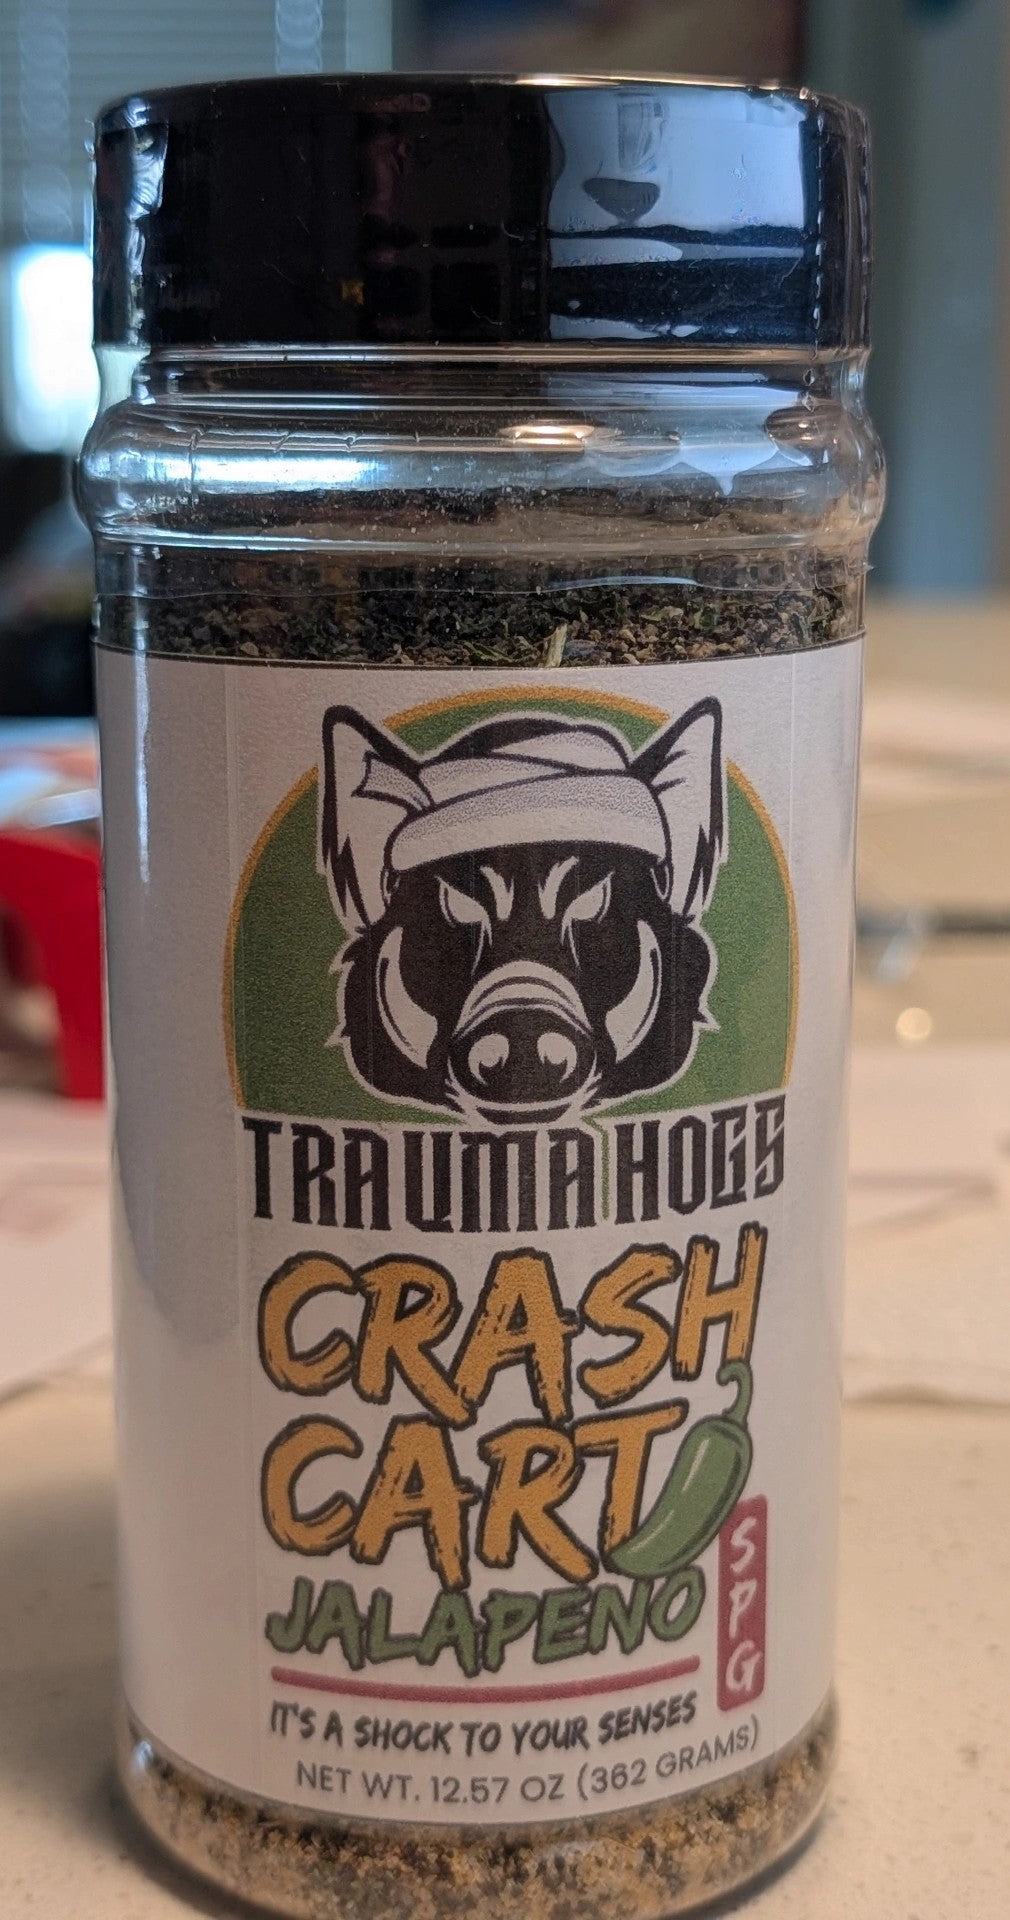 TRAUMA HOGS
CRASH
CART
JALAPENO
SPG
IT'S A SHOCK TO YOUR SENSES
NET WT. 12.57 OZ (362 GRAMS)